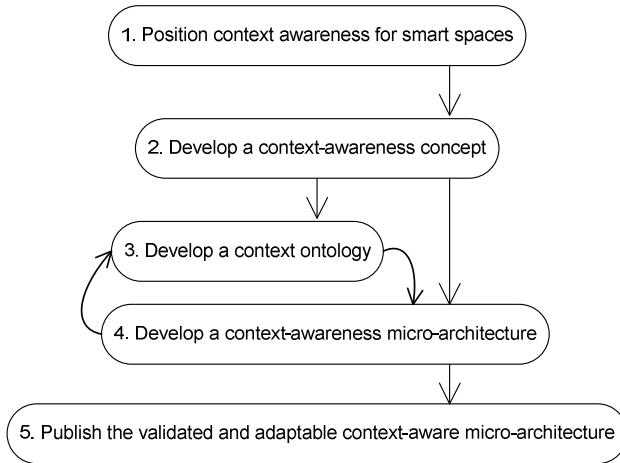 1. Position context awareness for smart spaces
2. Develop a context-awareness concept
3. Develop a context ontology
4. Develop a context-awareness micro-architecture
5. Publish the validated and adaptable context-aware micro-architecture